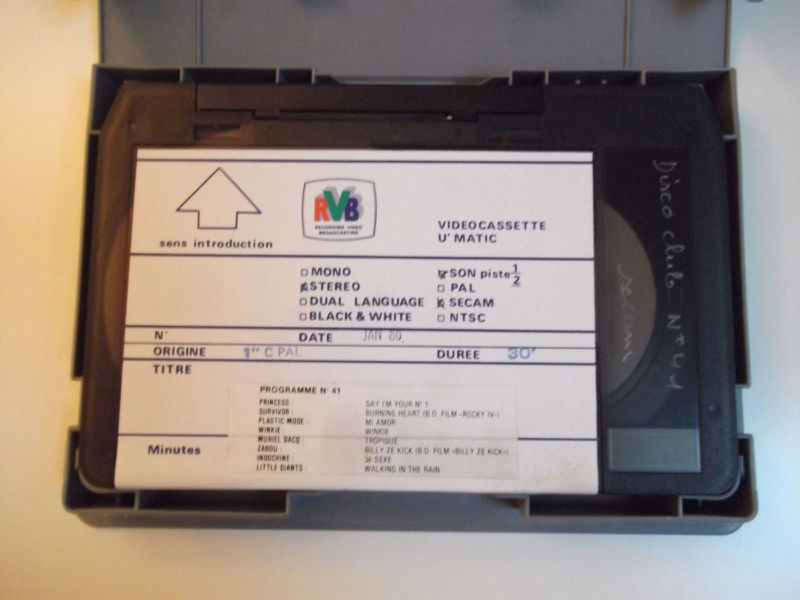 sens introduction
RVB
RECORDING VIDEO
BROADCASTING
VIDEOCASSETTE
U'MATIC
MONO
STEREO
DUAL LANGUAGE
BLACK & WHITE
SON piste 1/2
PAL
SECAM
NTSC
N°
DATE JAN 86
ORIGINE 1" C PAL
DUREE 30'
TITRE
PROGRAMME N° 41
PRINCESS : SAY I'M YOUR N° 1
SURVIVOR : BURNING HEART (B.O. FILM «ROCKY IV»)
PLASTIC MODE : MI AMOR
WINKIE : WINKIE
MURIEL DACQ : TROPIQUE
ZABOU : BILLY ZE KICK (B.O. FILM «BILLY ZE KICK»)
INDOCHINE : 3è SEXE
LITTLE GIANTS : WALKING IN THE RAIN
Minutes
Disco club N° 41
secam